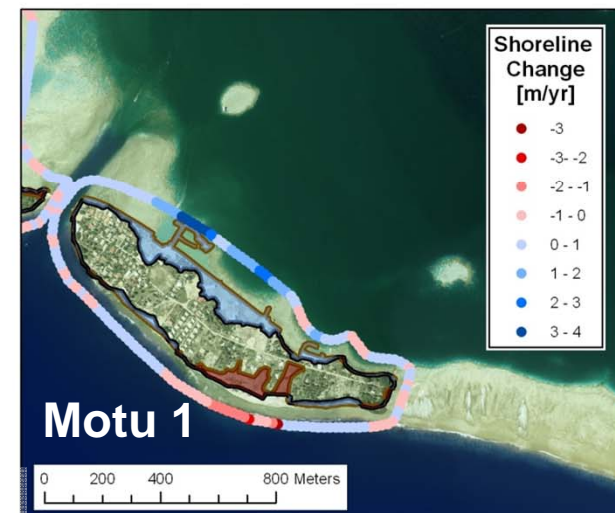 Shoreline
Change
[m/yr]
-3
-3- -2
-2 - -1
-1 - 0
0 - 1
1 - 2
2 - 3
3 - 4
Motu 1
0 200 400 800 Meters